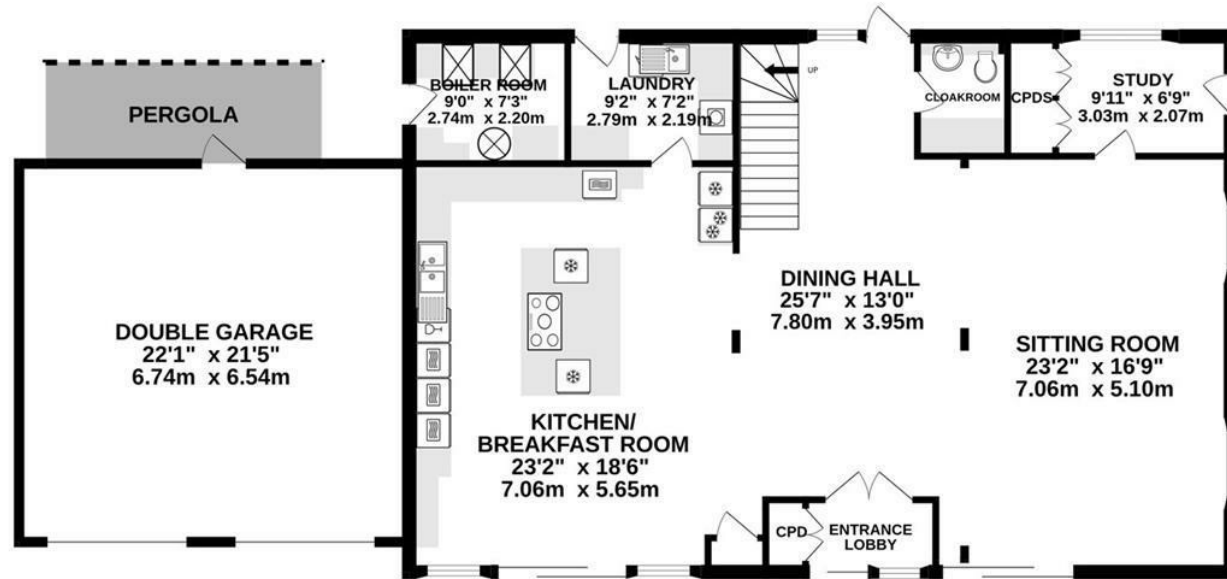 PERGOLA
BOILER ROOM
9'0" x 7'3"
2.74m x 2.20m
LAUNDRY
9'2" x 7'2"
2.79m x 2.19m
UP
CLOAKROOM
CPDS
STUDY
9'11" x 6'9"
3.03m x 2.07m
DOUBLE GARAGE
22'1" x 21'5"
6.74m x 6.54m
DINING HALL
25'7" x 13'0"
7.80m x 3.95m
SITTING ROOM
23'2" x 16'9"
7.06m x 5.10m
KITCHEN/
BREAKFAST ROOM
23'2" x 18'6"
7.06m x 5.65m
CPD
ENTRANCE
LOBBY